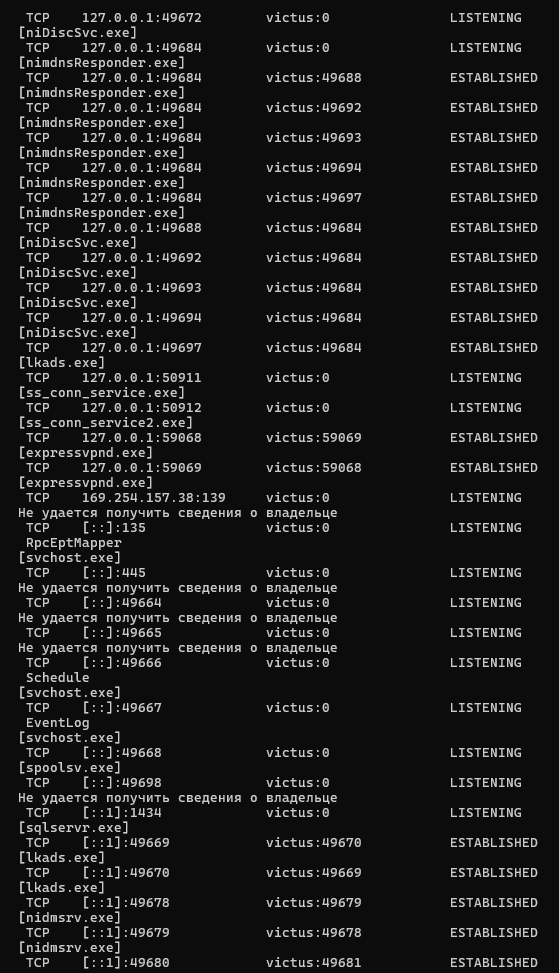 TCP    127.0.0.1:49672        victus:0               LISTENING
[niDiscSvc.exe]
TCP    127.0.0.1:49684        victus:0               LISTENING
[nimdnsResponder.exe]
TCP    127.0.0.1:49684        victus:49688           ESTABLISHED
[nimdnsResponder.exe]
TCP    127.0.0.1:49684        victus:49692           ESTABLISHED
[nimdnsResponder.exe]
TCP    127.0.0.1:49684        victus:49693           ESTABLISHED
[nimdnsResponder.exe]
TCP    127.0.0.1:49684        victus:49694           ESTABLISHED
[nimdnsResponder.exe]
TCP    127.0.0.1:49684        victus:49697           ESTABLISHED
[nimdnsResponder.exe]
TCP    127.0.0.1:49688        victus:49684           ESTABLISHED
[niDiscSvc.exe]
TCP    127.0.0.1:49692        victus:49684           ESTABLISHED
[niDiscSvc.exe]
TCP    127.0.0.1:49693        victus:49684           ESTABLISHED
[niDiscSvc.exe]
TCP    127.0.0.1:49694        victus:49684           ESTABLISHED
[niDiscSvc.exe]
TCP    127.0.0.1:49697        victus:49684           ESTABLISHED
[lkads.exe]
TCP    127.0.0.1:50911        victus:0               LISTENING
[ss_conn_service.exe]
TCP    127.0.0.1:50912        victus:0               LISTENING
[ss_conn_service2.exe]
TCP    127.0.0.1:59068        victus:59069           ESTABLISHED
[expressvpnd.exe]
TCP    127.0.0.1:59069        victus:59068           ESTABLISHED
[expressvpnd.exe]
TCP    169.254.157.38:139     victus:0               LISTENING
Не удается получить сведения о владельце
TCP    [::]:135               victus:0               LISTENING
RpcEptMapper
[svchost.exe]
TCP    [::]:445               victus:0               LISTENING
Не удается получить сведения о владельце
TCP    [::]:49664             victus:0               LISTENING
Не удается получить сведения о владельце
TCP    [::]:49665             victus:0               LISTENING
Не удается получить сведения о владельце
TCP    [::]:49666             victus:0               LISTENING
Schedule
[svchost.exe]
TCP    [::]:49667             victus:0               LISTENING
EventLog
[svchost.exe]
TCP    [::]:49668             victus:0               LISTENING
[spoolsv.exe]
TCP    [::]:49698             victus:0               LISTENING
Не удается получить сведения о владельце
TCP    [::1]:1434             victus:0               LISTENING
[sqlservr.exe]
TCP    [::1]:49669            victus:49670           ESTABLISHED
[lkads.exe]
TCP    [::1]:49670            victus:49669           ESTABLISHED
[lkads.exe]
TCP    [::1]:49678            victus:49679           ESTABLISHED
[nidmsrv.exe]
TCP    [::1]:49679            victus:49678           ESTABLISHED
[nidmsrv.exe]
TCP    [::1]:49680            victus:49681           ESTABLISHED